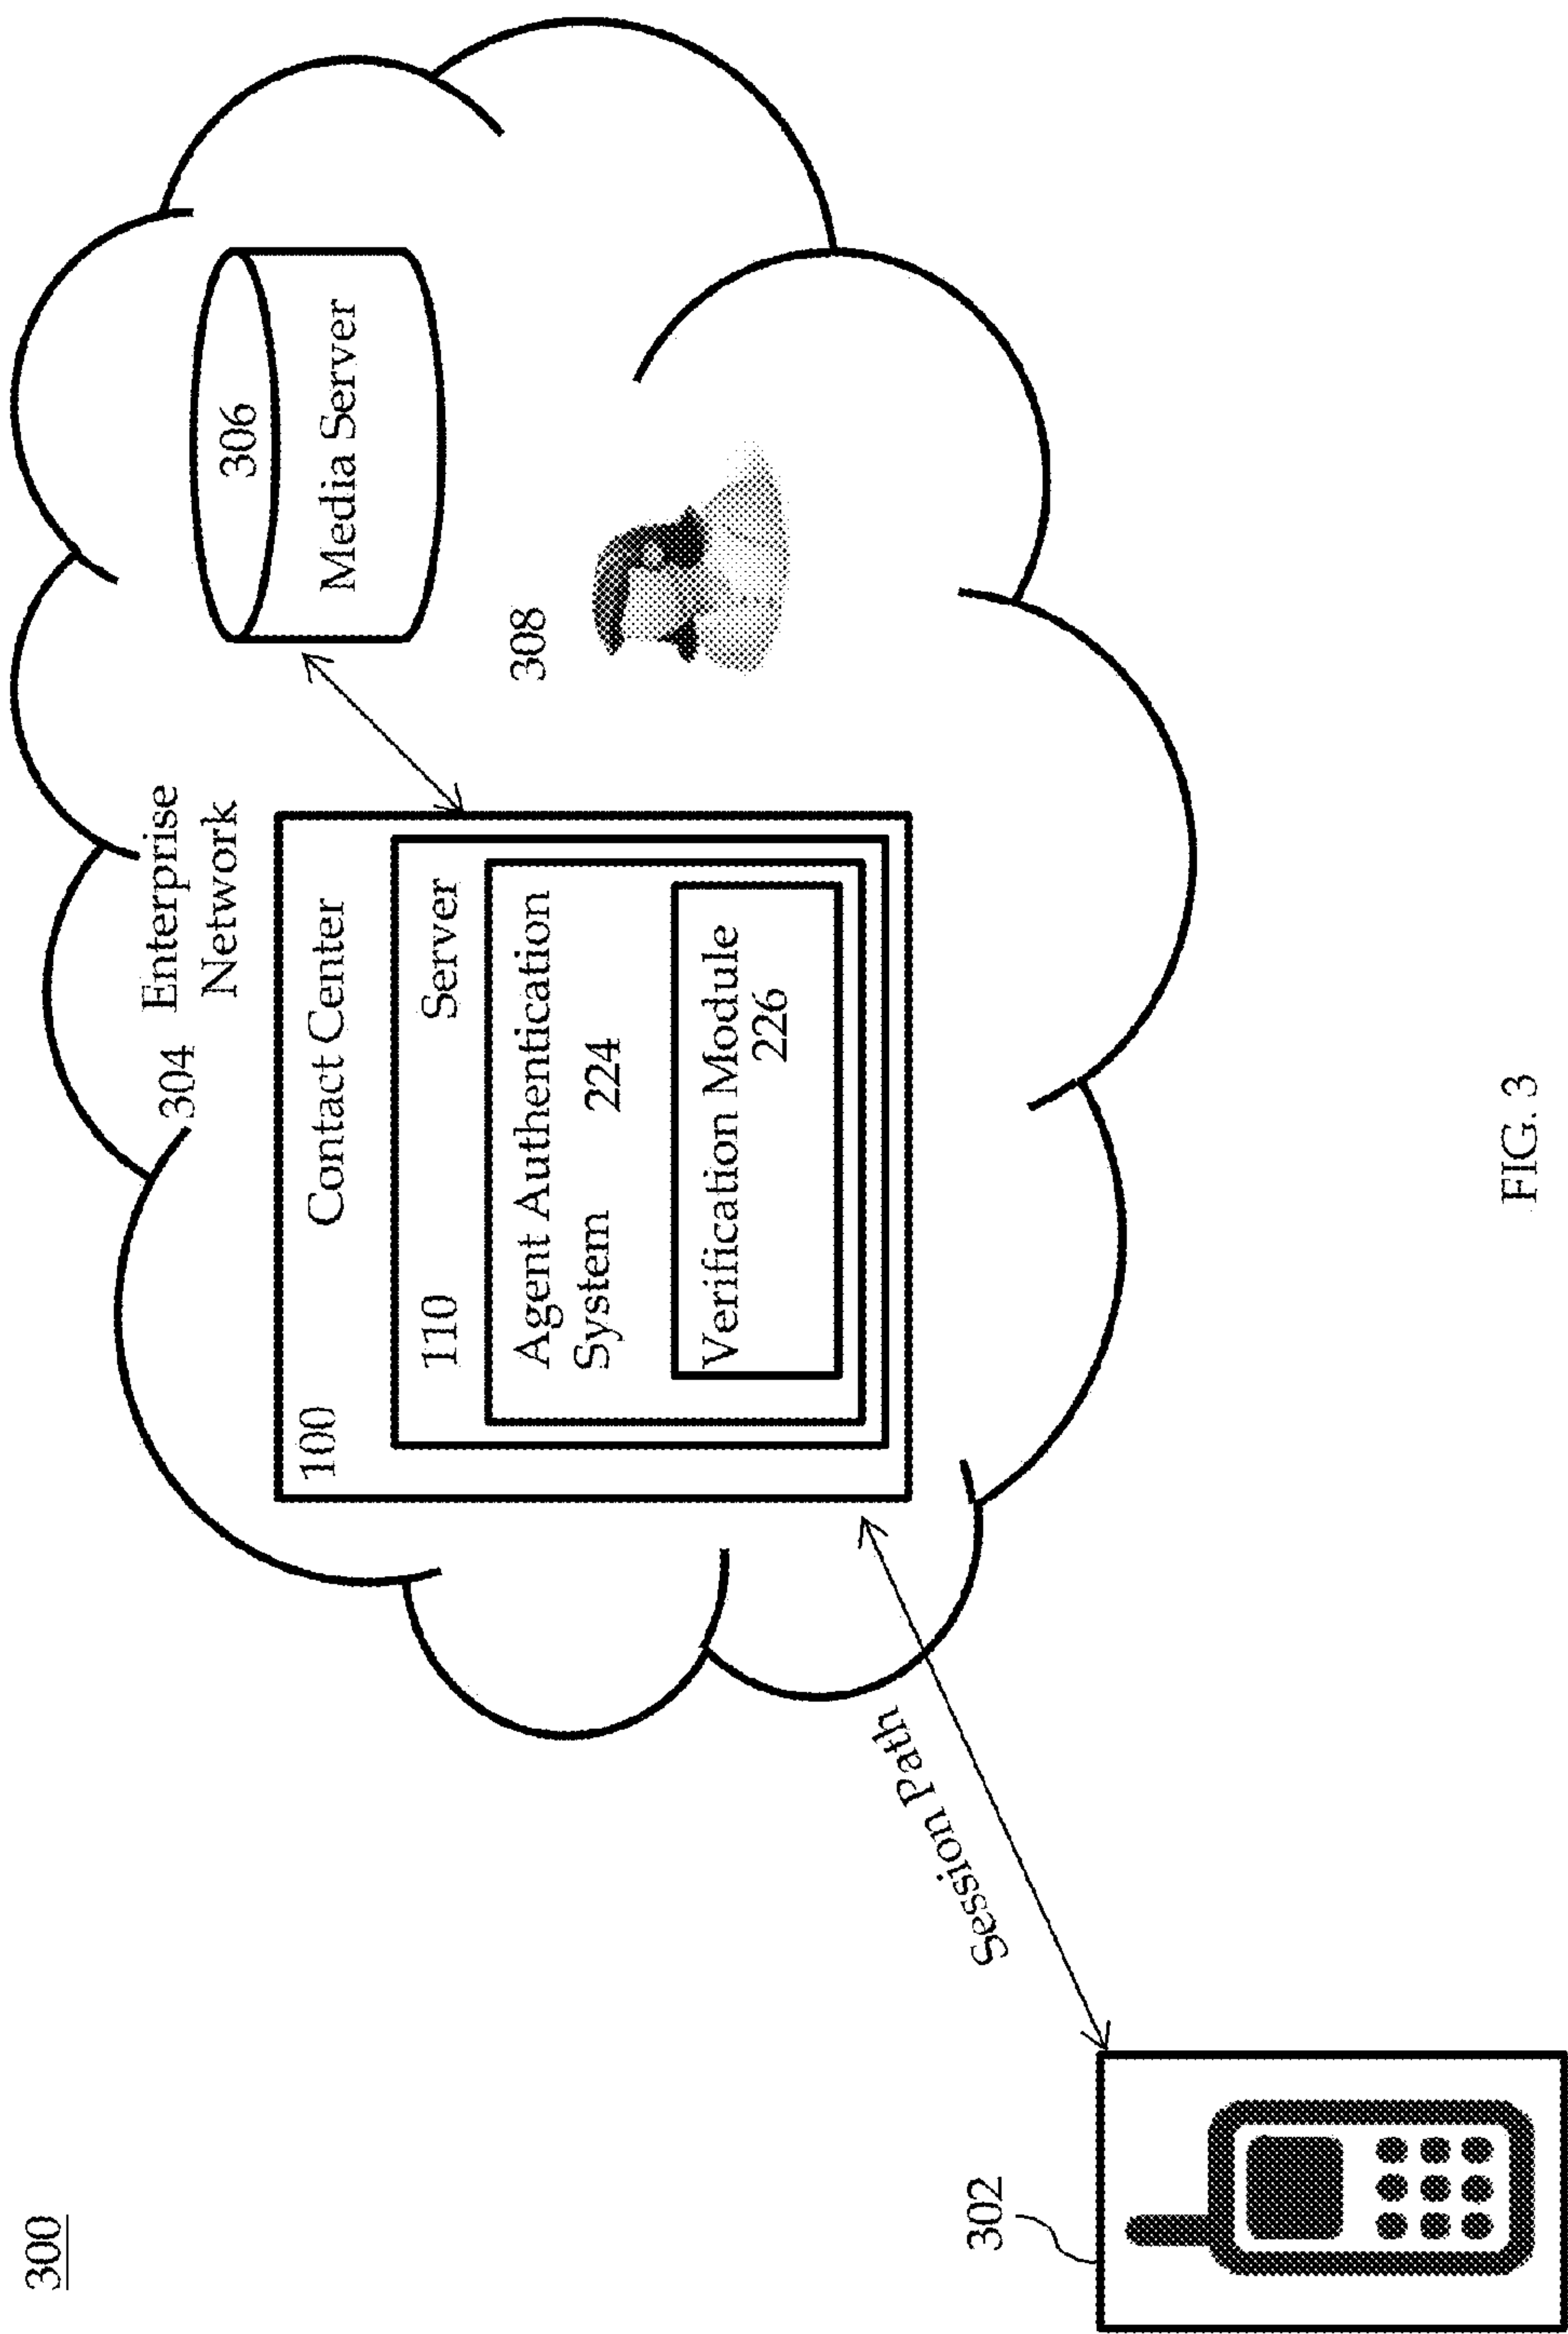 300
304 Enterprise
Network
100 Contact Center
110 Server
Agent Authentication
System 224
Verification Module
226
306
Media Server
308
Session Path
302
FIG. 3